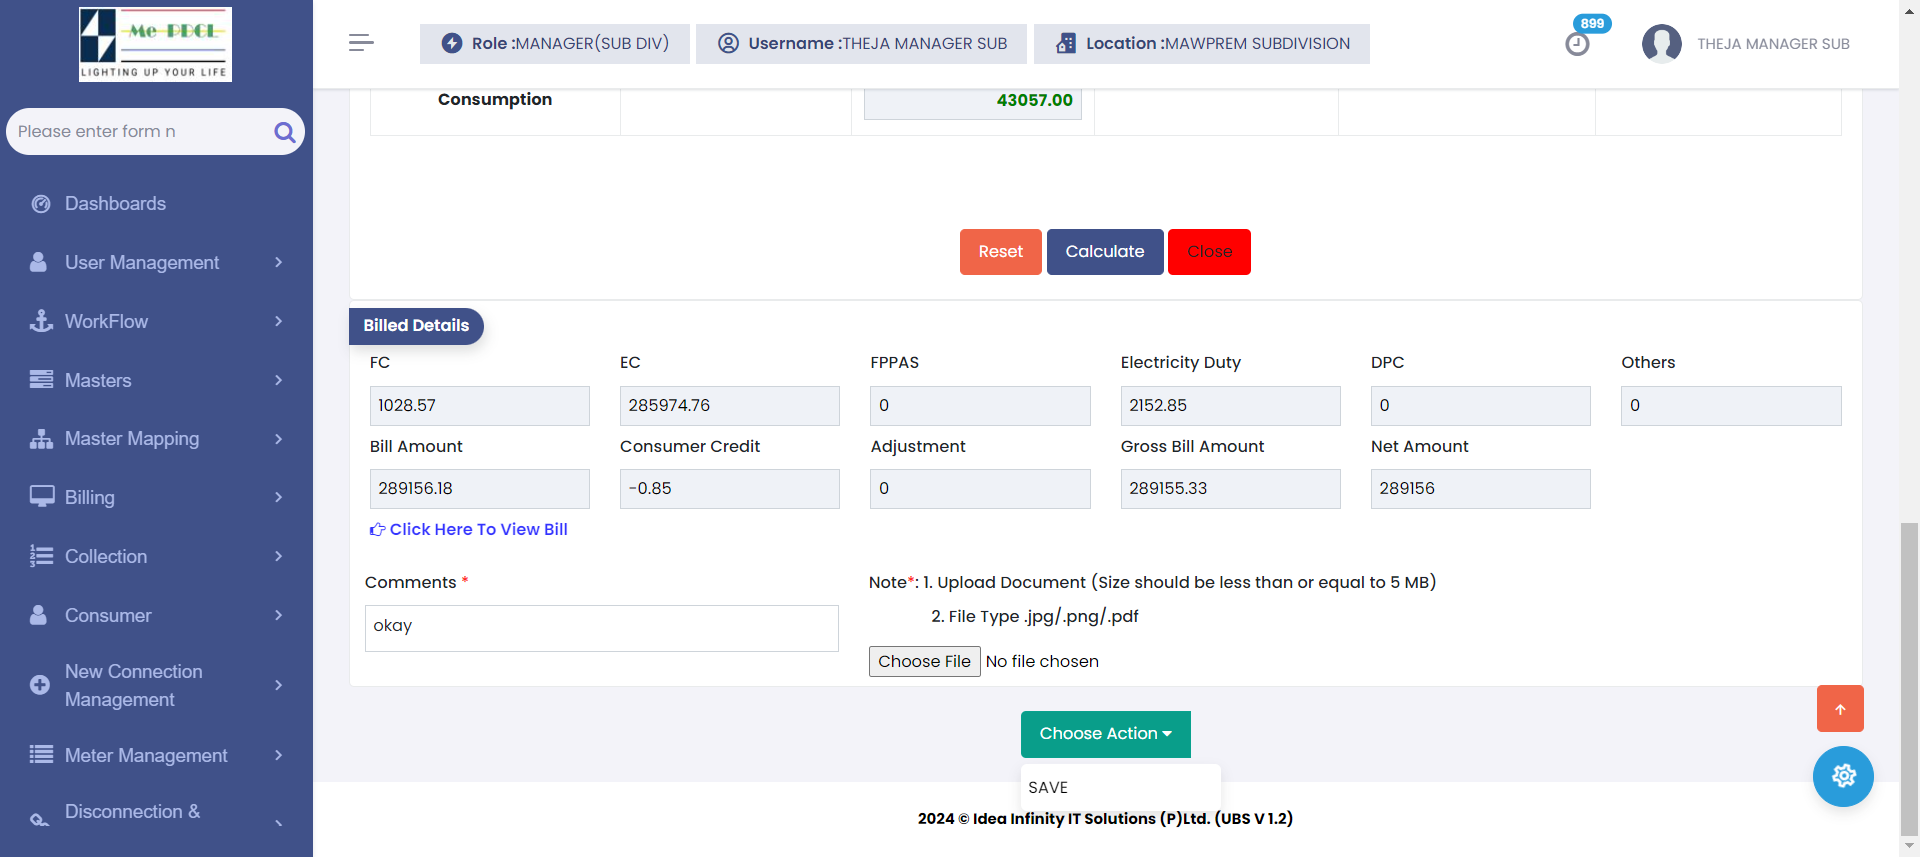 Me PDCL
LIGHTING UP YOUR LIFE
Role :MANAGER(SUB DIV)
Username :THEJA MANAGER SUB
Location :MAWPREM SUBDIVISION
899
THEJA MANAGER SUB
Please enter form n
Dashboards
User Management
WorkFlow
Masters
Master Mapping
Billing
Collection
Consumer
New Connection
Management
Meter Management
Disconnection &
Consumption
43057.00
Reset
Calculate
Close
Billed Details
FC
EC
FPPAS
Electricity Duty
DPC
Others
1028.57
285974.76
0
2152.85
0
0
Bill Amount
Consumer Credit
Adjustment
Gross Bill Amount
Net Amount
289156.18
-0.85
0
289155.33
289156
Click Here To View Bill
Comments *
okay
Note*: 1. Upload Document (Size should be less than or equal to 5 MB)
2. File Type .jpg/.png/.pdf
Choose File No file chosen
Choose Action
SAVE
2024 © Idea Infinity IT Solutions (P)Ltd. (UBS V 1.2)